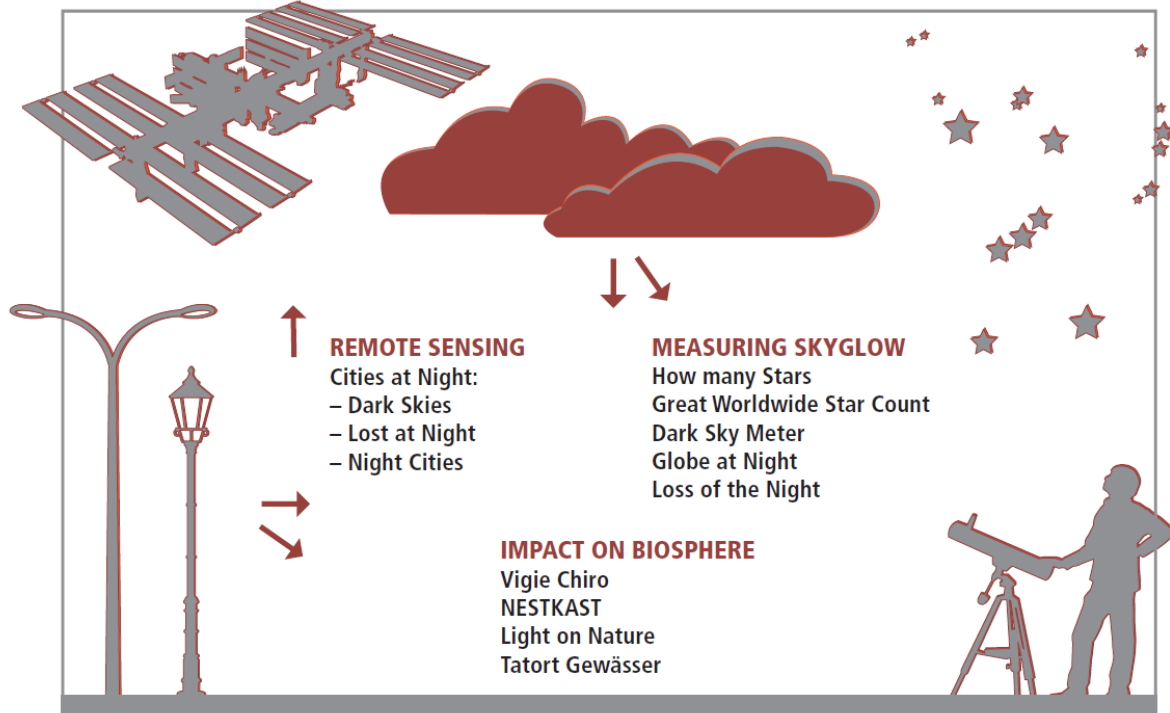 REMOTE SENSING
Cities at Night:
– Dark Skies
– Lost at Night
– Night Cities
MEASURING SKYGLOW
How many Stars
Great Worldwide Star Count
Dark Sky Meter
Globe at Night
Loss of the Night
IMPACT ON BIOSPHERE
Vigie Chiro
NESTKAST
Light on Nature
Tatort Gewässer